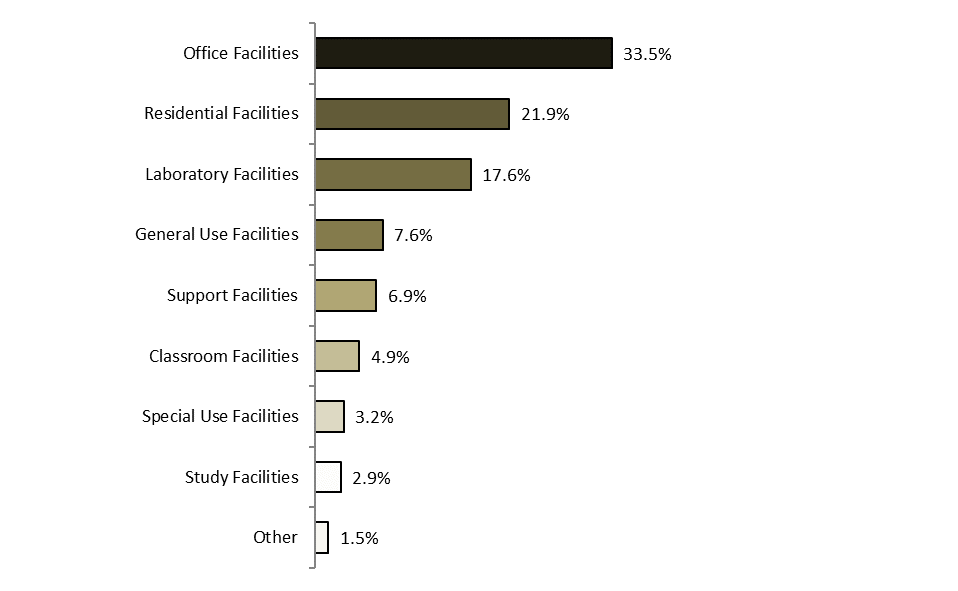 Office Facilities 33.5%
Residential Facilities 21.9%
Laboratory Facilities 17.6%
General Use Facilities 7.6%
Support Facilities 6.9%
Classroom Facilities 4.9%
Special Use Facilities 3.2%
Study Facilities 2.9%
Other 1.5%